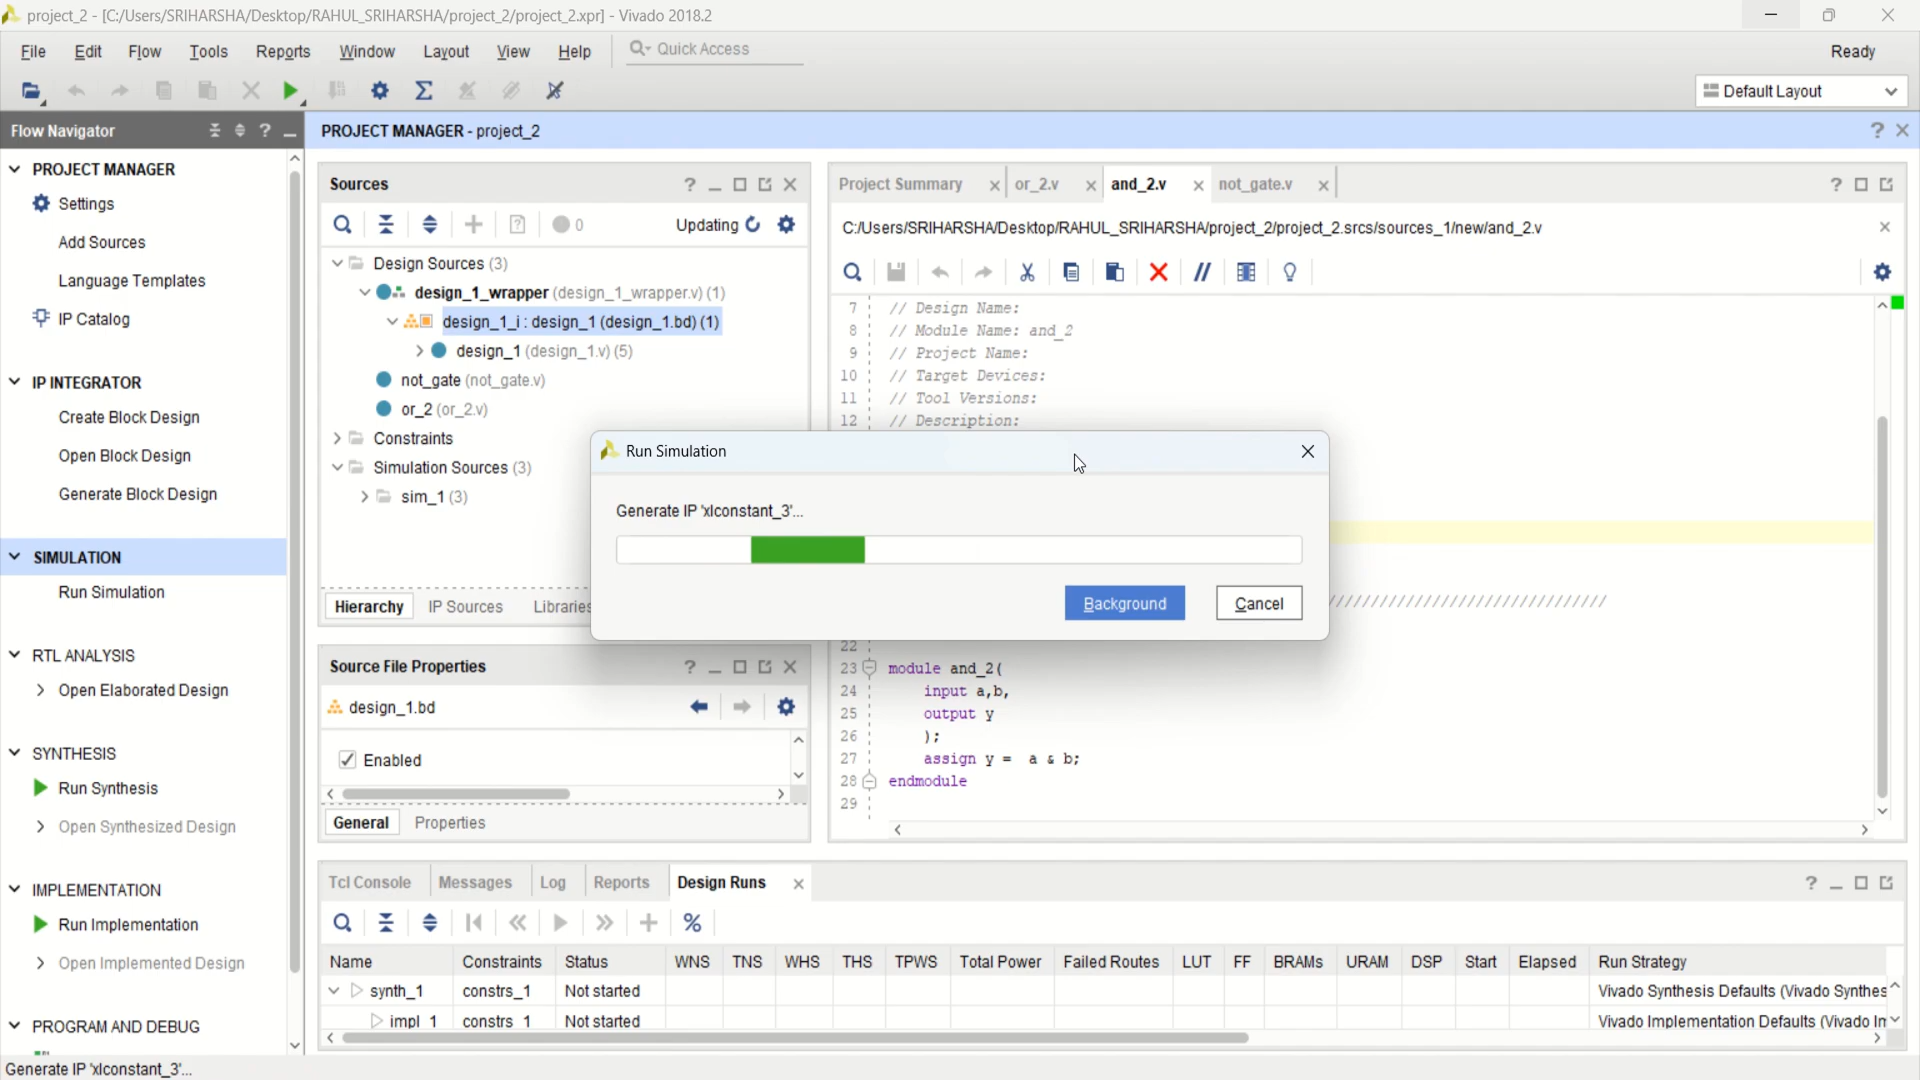 project_2 - [C:/Users/SRIHARSHA/Desktop/RAHUL_SRIHARSHA/project_2/project_2.xpr] - Vivado 2018.2
File Edit Flow Tools Reports Window Layout View Help Quick Access
Ready
Default Layout
Flow Navigator
PROJECT MANAGER
Settings
Add Sources
Language Templates
IP Catalog
IP INTEGRATOR
Create Block Design
Open Block Design
Generate Block Design
SIMULATION
Run Simulation
RTL ANALYSIS
Open Elaborated Design
SYNTHESIS
Run Synthesis
Open Synthesized Design
IMPLEMENTATION
Run Implementation
Open Implemented Design
PROGRAM AND DEBUG
PROJECT MANAGER - project_2
Sources
0 Updating
Design Sources (3)
design_1_wrapper (design_1_wrapper.v) (1)
design_1_i : design_1 (design_1.bd) (1)
design_1 (design_1.v) (5)
not_gate (not_gate.v)
or_2 (or_2.v)
Constraints
Simulation Sources (3)
sim_1 (3)
Hierarchy IP Sources Libraries
Source File Properties
design_1.bd
Enabled
General Properties
Project Summary or_2.v and_2.v not_gate.v
C:/Users/SRIHARSHA/Desktop/RAHUL_SRIHARSHA/project_2/project_2.srcs/sources_1/new/and_2.v
7 // Design Name:
8 // Module Name: and_2
9 // Project Name:
10 // Target Devices:
11 // Tool Versions:
12 // Description:
22
23 module and_2(
24 input a,b,
25 output y
26 );
27 assign y = a & b;
28 endmodule
29
Run Simulation
Generate IP 'xlconstant_3'...
Background Cancel
Tcl Console Messages Log Reports Design Runs
Name Constraints Status WNS TNS WHS THS TPWS Total Power Failed Routes LUT FF BRAMs URAM DSP Start Elapsed Run Strategy
synth_1 constrs_1 Not started Vivado Synthesis Defaults (Vivado Synthes
impl_1 constrs_1 Not started Vivado Implementation Defaults (Vivado Im
Generate IP 'xlconstant_3'...